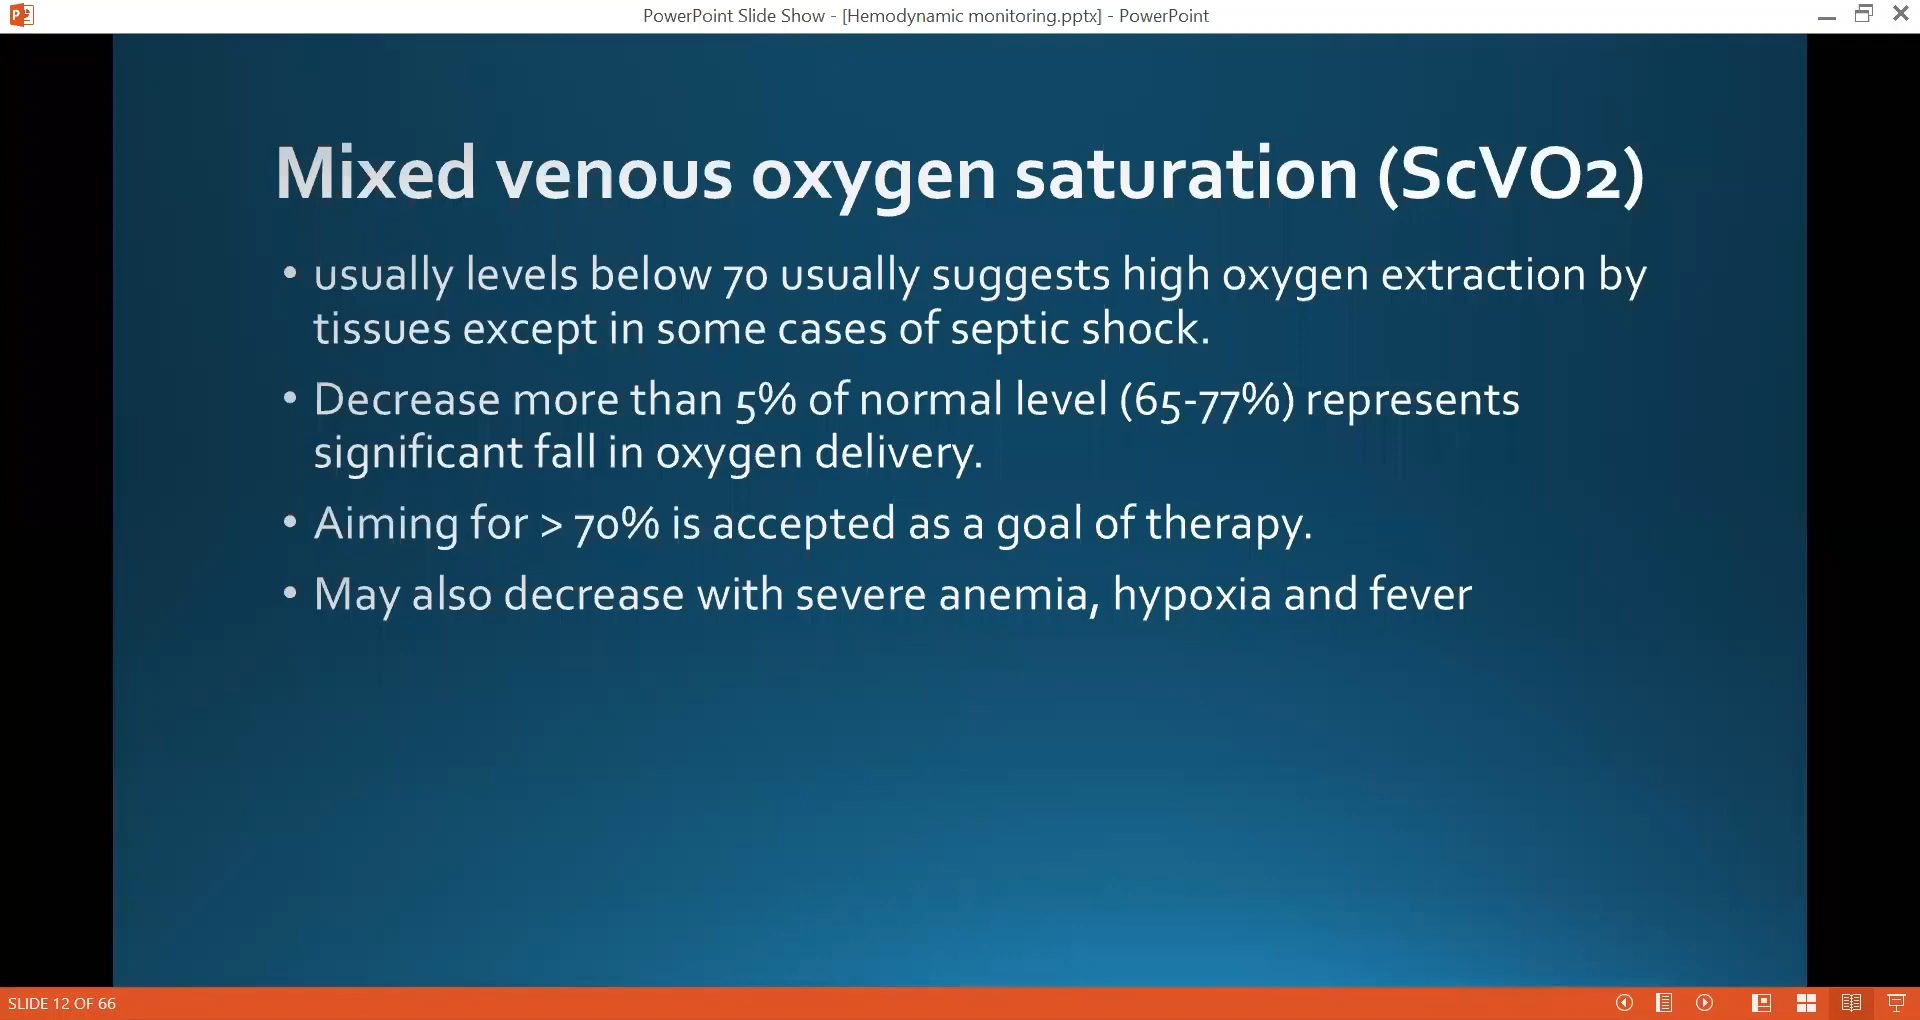 PowerPoint Slide Show - [Hemodynamic monitoring.pptx] - PowerPoint
Mixed venous oxygen saturation (ScVO2)
• usually levels below 70 usually suggests high oxygen extraction by
tissues except in some cases of septic shock.
• Decrease more than 5% of normal level (65-77%) represents
significant fall in oxygen delivery.
• Aiming for > 70% is accepted as a goal of therapy.
• May also decrease with severe anemia, hypoxia and fever
SLIDE 12 OF 66